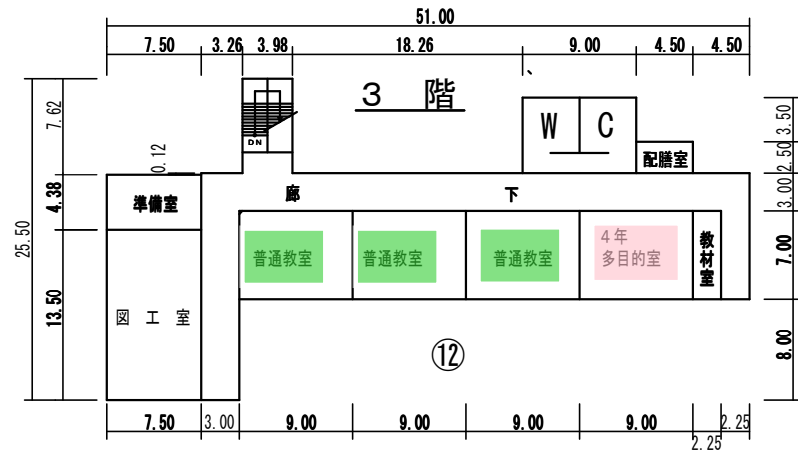 51.00
7.50 3.26 3.98 18.26 9.00 4.50 4.50
3 階
7.62
0.12
4.38
25.50
13.50
DN
W C
配膳室
3.50
2.50
3.00
7.00
8.00
準備室
廊 下
普通教室
普通教室
普通教室
4年
多目的室
教材室
図 工 室
⑫
7.50 3.00 9.00 9.00 9.00 9.00 2.25
2.25